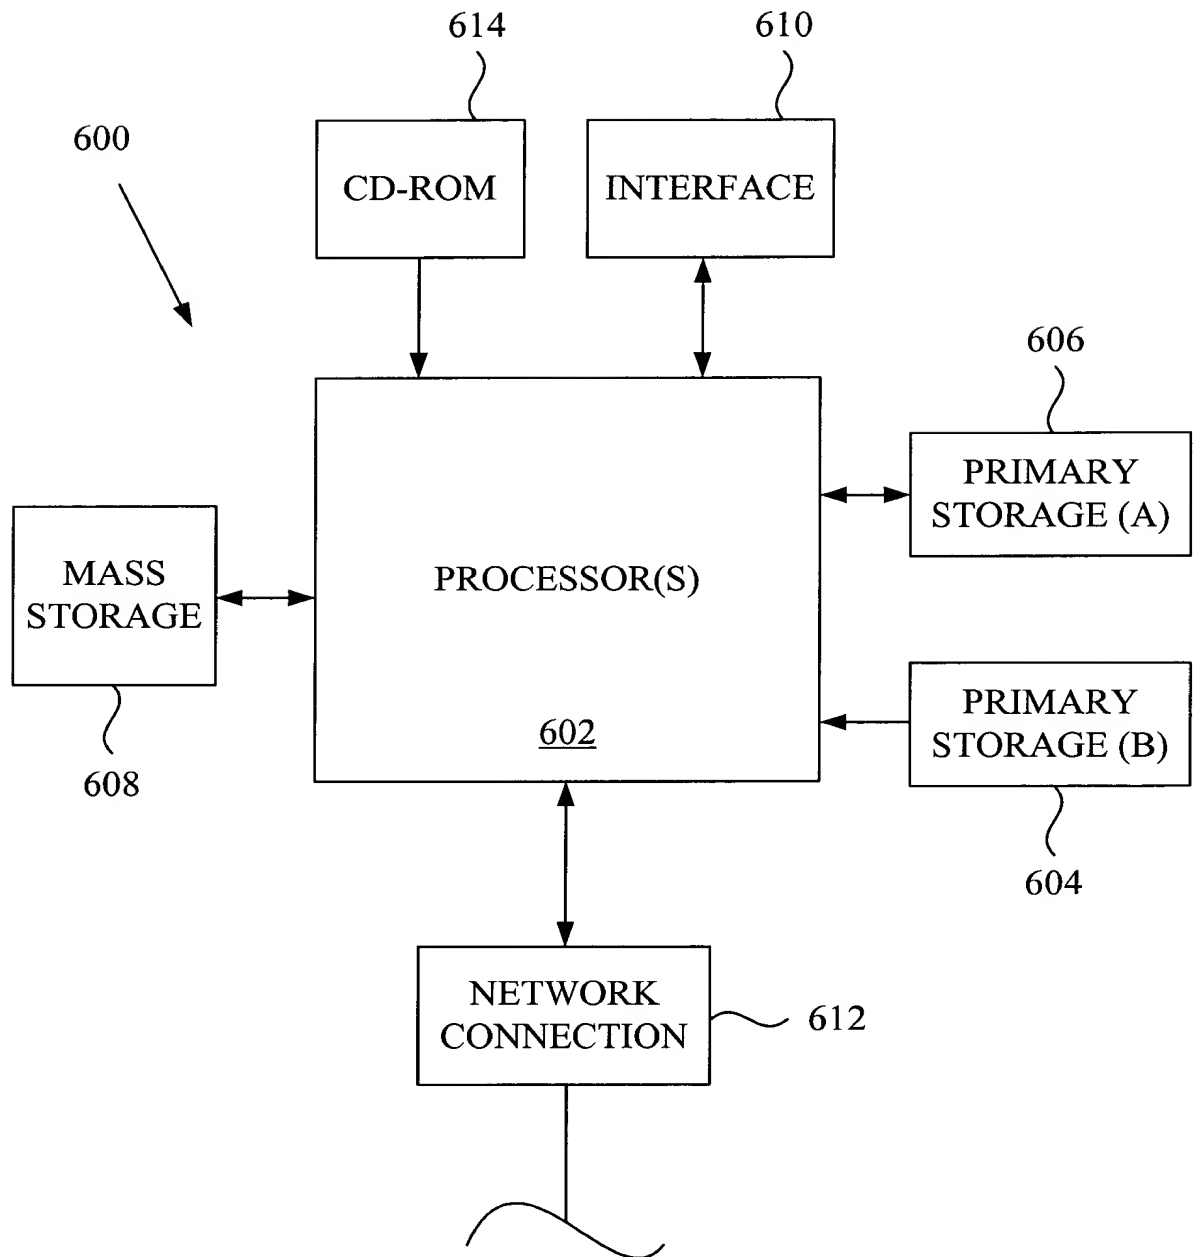 614
610
600
CD-ROM
INTERFACE
606
PRIMARY
STORAGE (A)
MASS
STORAGE
PROCESSOR(S)
602
608
PRIMARY
STORAGE (B)
604
NETWORK
CONNECTION
612